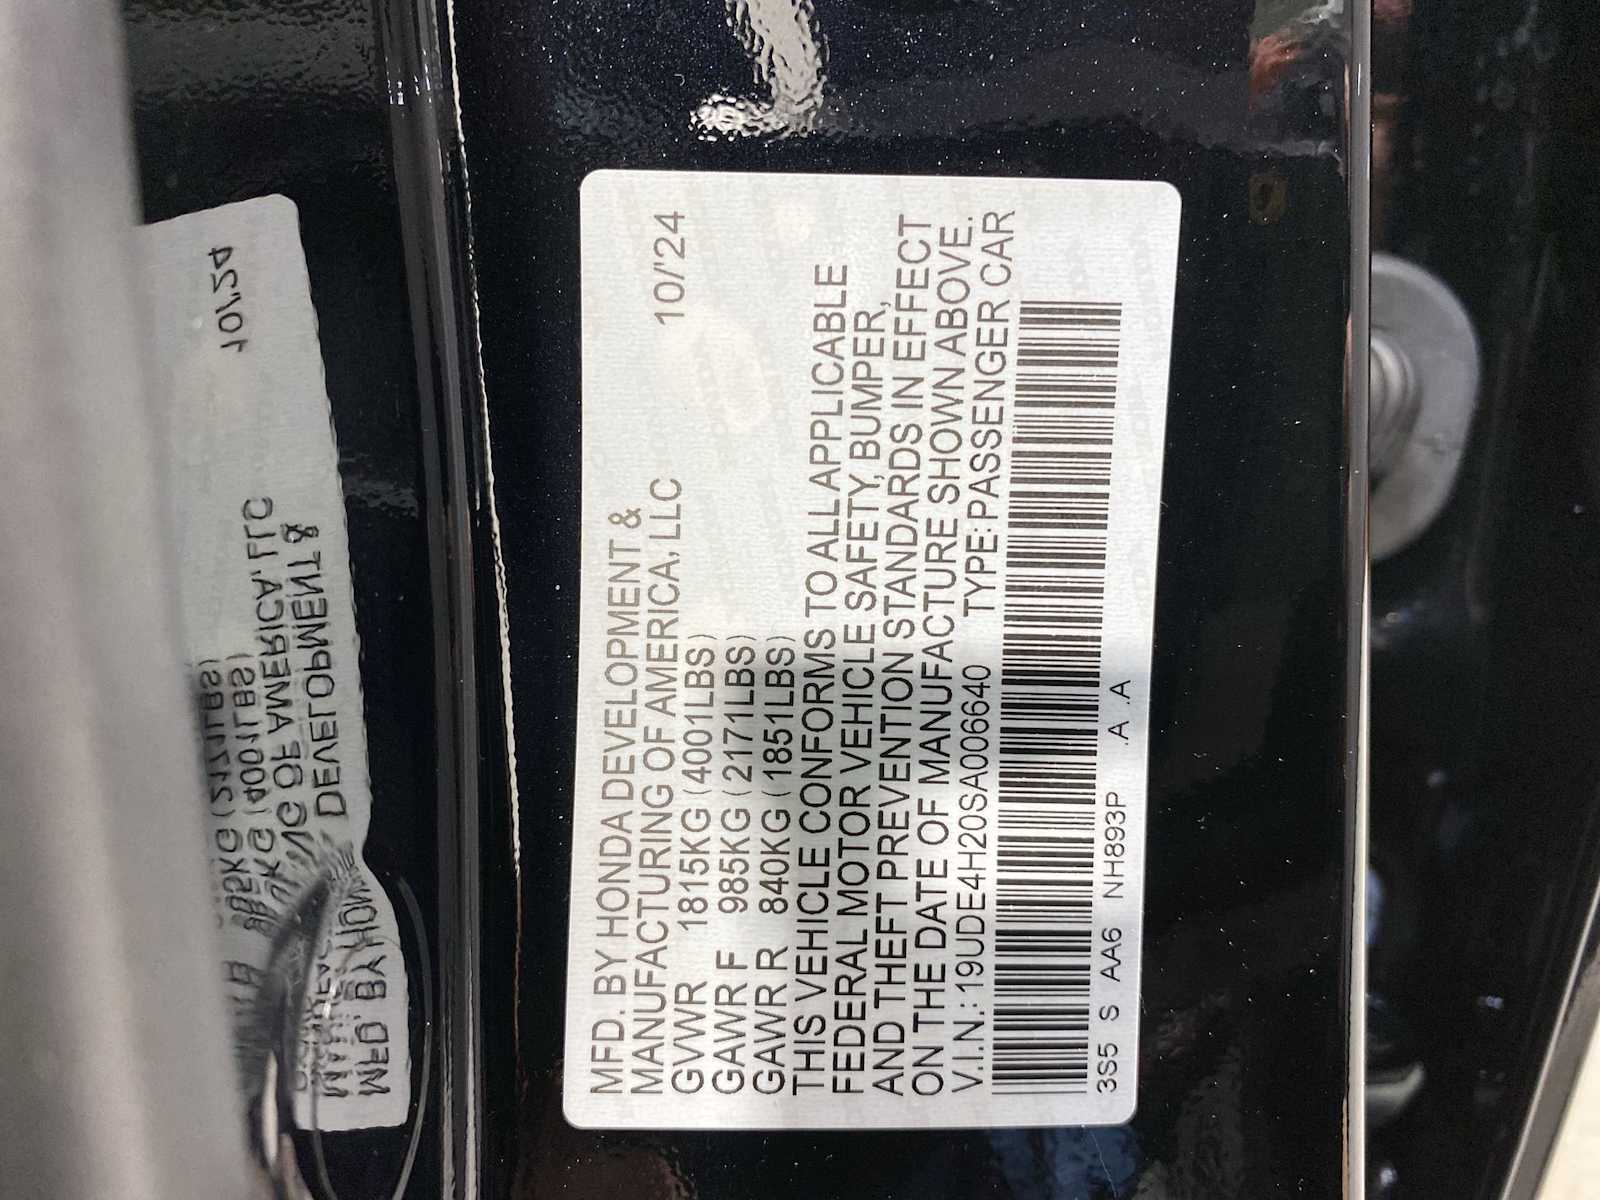 MFD. BY HONDA DEVELOPMENT &
MANUFACTURING OF AMERICA, LLC 10/'24
GVWR 1815KG (4001LBS)
GAWR F 985KG (2171LBS)
GAWR R 840KG (1851LBS)
THIS VEHICLE CONFORMS TO ALL APPLICABLE
FEDERAL MOTOR VEHICLE SAFETY, BUMPER,
AND THEFT PREVENTION STANDARDS IN EFFECT
ON THE DATE OF MANUFACTURE SHOWN ABOVE.
V.I.N.: 19UDE4H20SA006640 TYPE: PASSENGER CAR
3S5 S AA6 NH893P .A .A